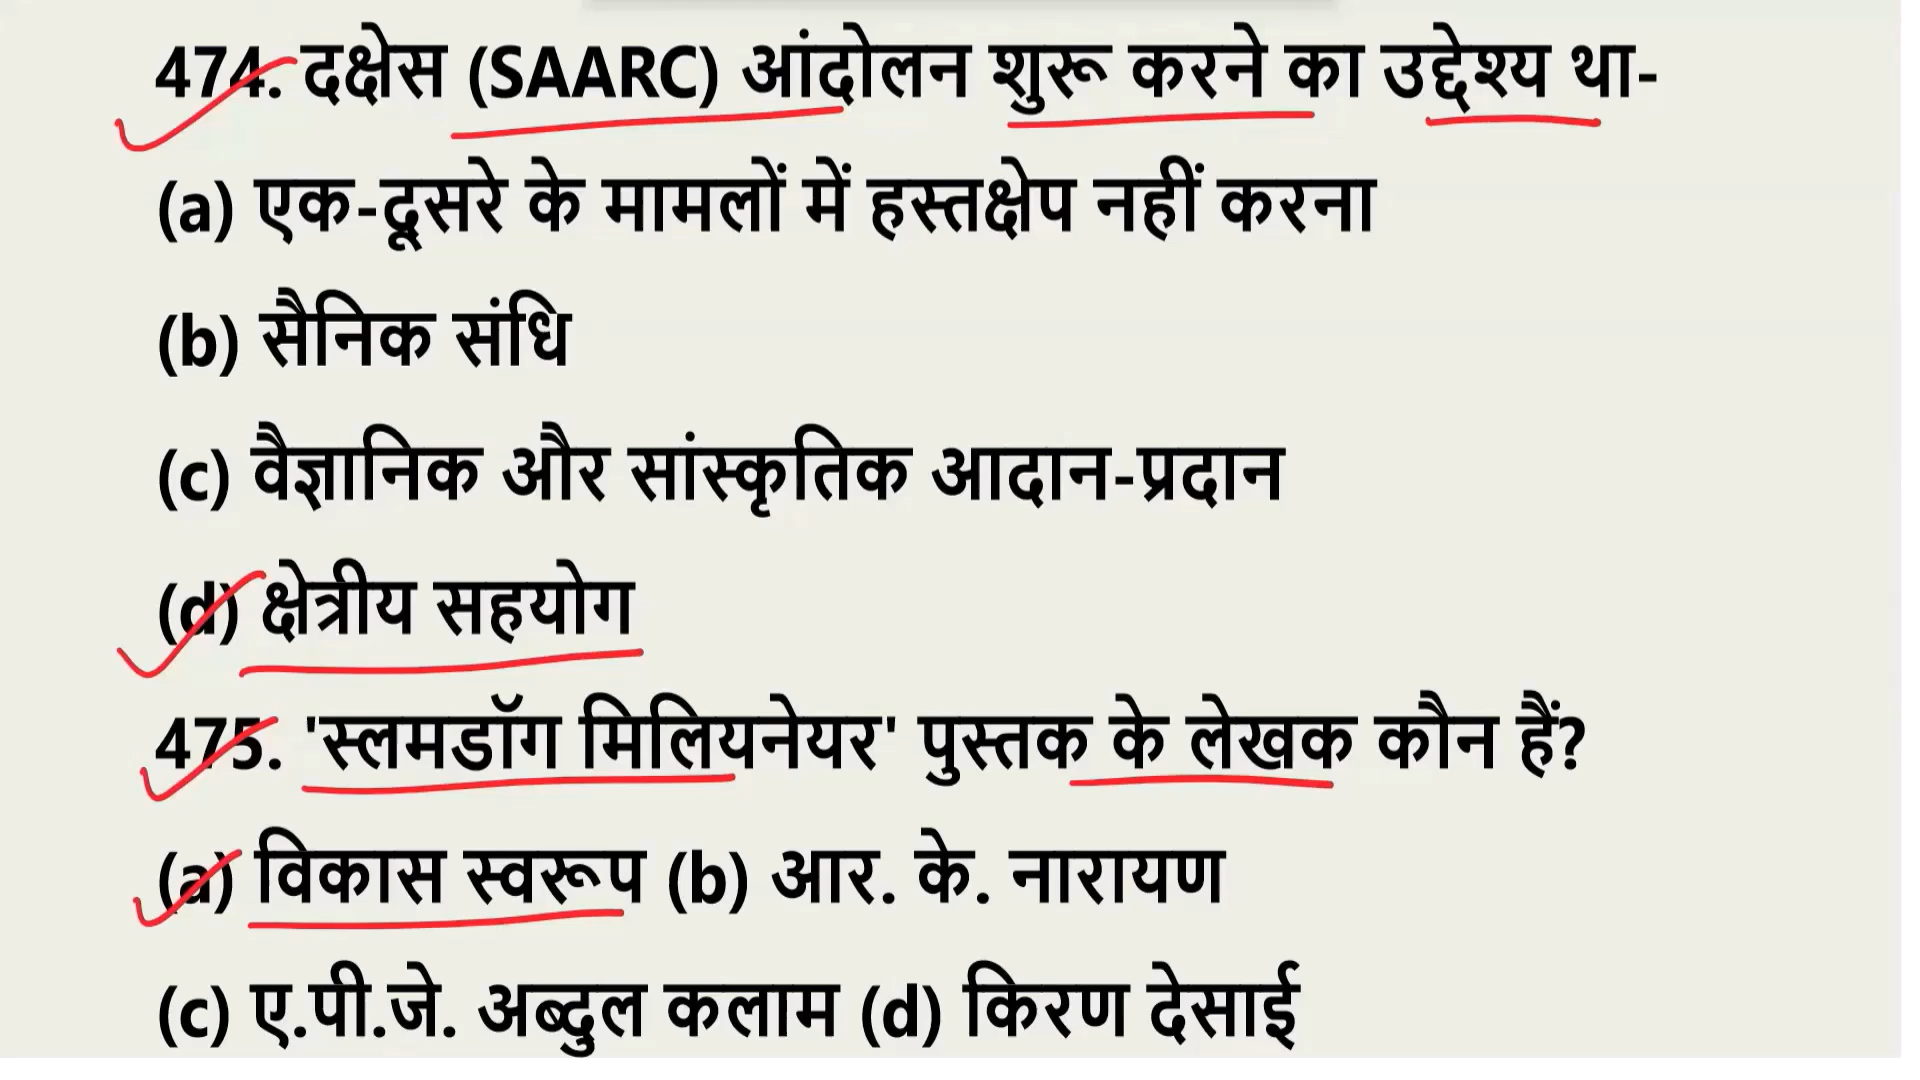 474. दक्षेस (SAARC) आंदोलन शुरू करने का उद्देश्य था-
(a) एक-दूसरे के मामलों में हस्तक्षेप नहीं करना
(b) सैनिक संधि
(c) वैज्ञानिक और सांस्कृतिक आदान-प्रदान
(d) क्षेत्रीय सहयोग
475. 'स्लमडॉग मिलियनेयर' पुस्तक के लेखक कौन हैं?
(a) विकास स्वरूप (b) आर. के. नारायण
(c) ए.पी.जे. अब्दुल कलाम (d) किरण देसाई